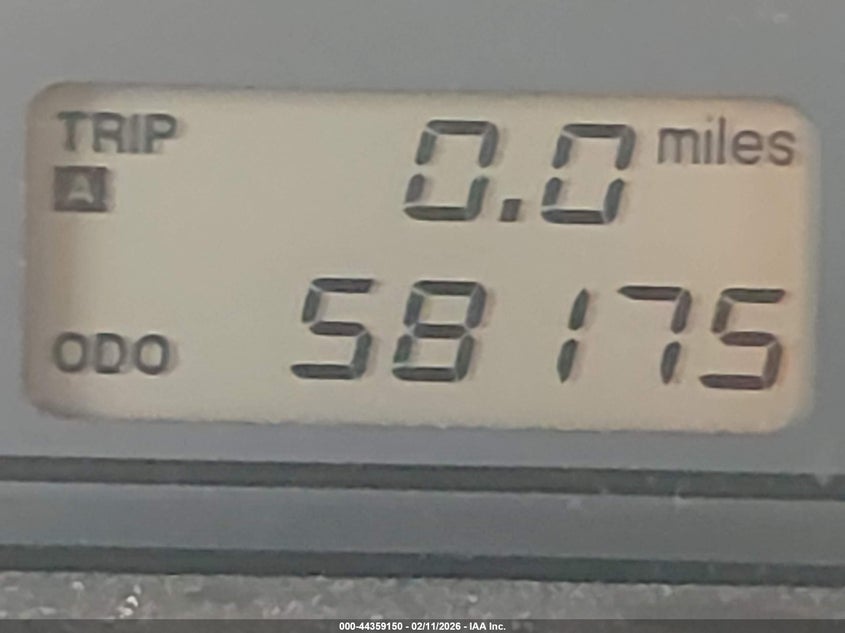 TRIP 0.0 miles
A
ODO 58175
000-44359150 - 02/11/2026 - IAA Inc.